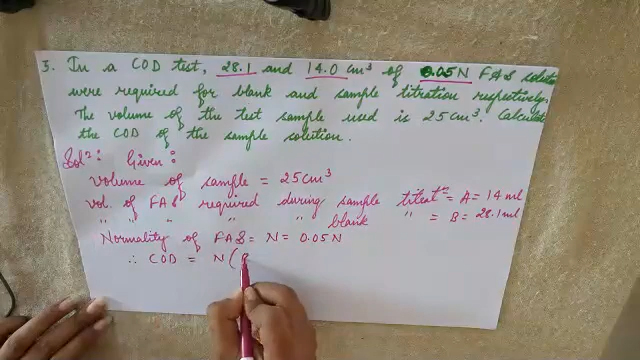 3. In a COD test, 28.1 and 14.0 cm³ of 0.05N FAS solution
were required for blank and sample titration respectively.
The volume of the test sample used is 25cm³. Calculate
the COD of the sample solution.
Solⁿ: Given:
volume of sample = 25cm³
vol. of FAS required during sample titratⁿ = A = 14 ml
" " " " " blank " = B = 28.1ml
Normality of FAS = N = 0.05 N
∴ COD = N (